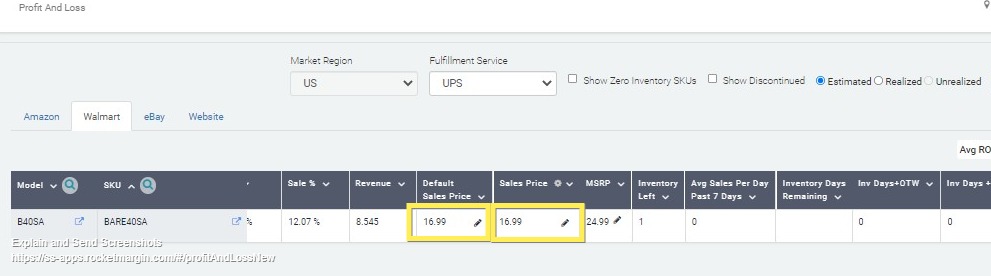 Profit And Loss
Market Region Fulfillment Service
US UPS Show Zero Inventory SKUs Show Discontinued Estimated Realized Unrealized
Amazon Walmart eBay Website
Avg RO
Model SKU Sale % Revenue Default Sales Price Sales Price MSRP Inventory Left Avg Sales Per Day Past 7 Days Inventory Days Remaining Inv Days+OTW Inv Days +
B40SA BARE40SA % 12.07 % 8.545 16.99 16.99 24.99 1 0 0 0
Explain and Send Screenshots
https://ss-apps.rocketmargin.com/#/profitAndLossNew